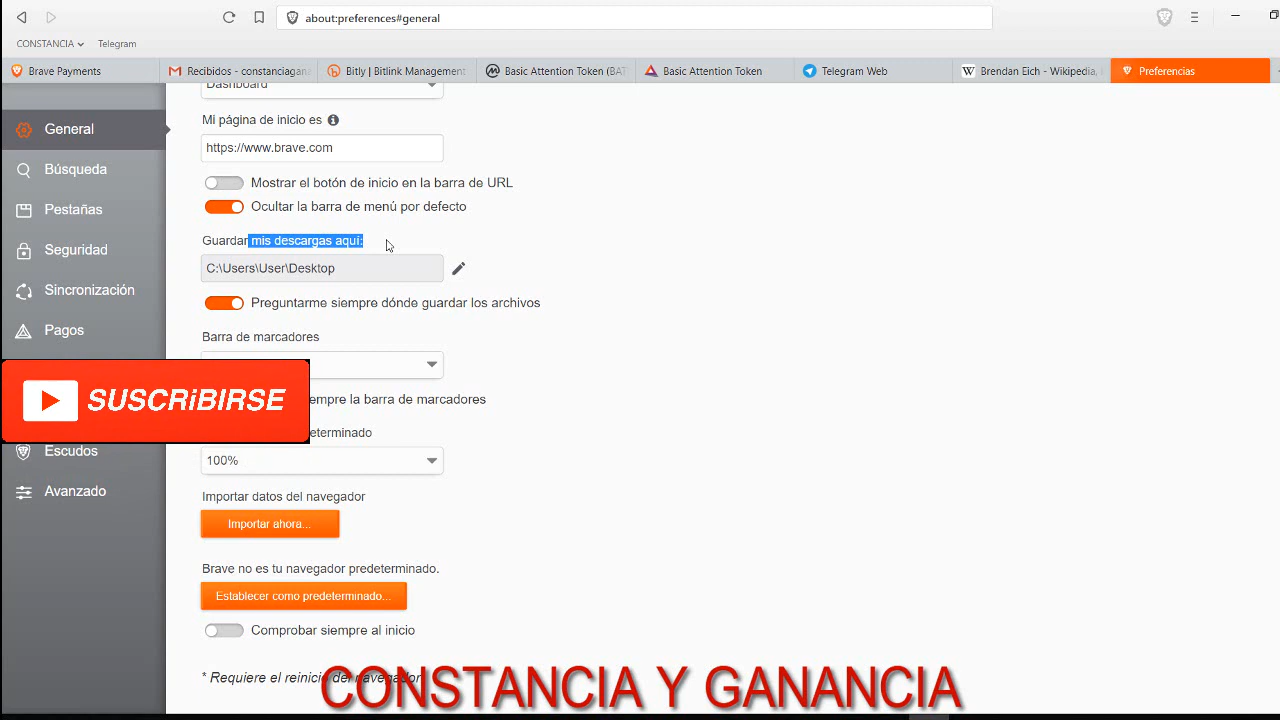 about:preferences#general
CONSTANCIA
Telegram
Brave Payments
Recibidos - constanciagan
Bitly | Bitlink Management
Basic Attention Token (BAT
Basic Attention Token
Telegram Web
Brendan Eich - Wikipedia,
Preferencias
Dashboard
General
Mi página de inicio es
https://www.brave.com
Búsqueda
Mostrar el botón de inicio en la barra de URL
Pestañas
Ocultar la barra de menú por defecto
Seguridad
Guardar mis descargas aquí:
C:\Users\User\Desktop
Sincronización
Preguntarme siempre dónde guardar los archivos
Pagos
Barra de marcadores
SUSCRiBIRSE
empre la barra de marcadores
eterminado
Escudos
100%
Avanzado
Importar datos del navegador
Importar ahora...
Brave no es tu navegador predeterminado.
Establecer como predeterminado...
Comprobar siempre al inicio
* Requiere el reinicio del navegador
CONSTANCIA Y GANANCIA